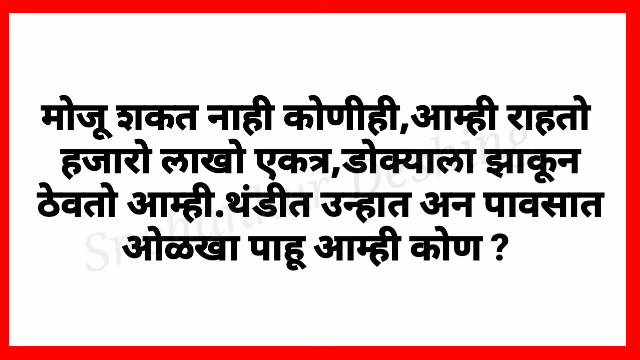 मोजू शकत नाही कोणीही,आम्ही राहतो
हजारो लाखो एकत्र,डोक्याला झाकून
ठेवतो आम्ही.थंडीत उन्हात अन पावसात
ओळखा पाहू आम्ही कोण ?